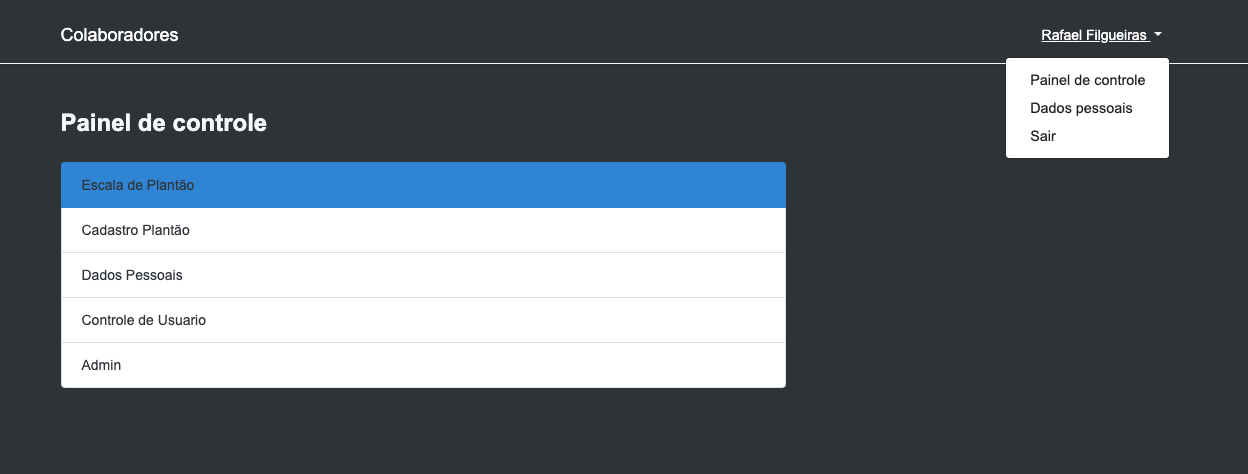 Colaboradores
Rafael Filgueiras
Painel de controle
Dados pessoais
Sair
Painel de controle
Escala de Plantão
Cadastro Plantão
Dados Pessoais
Controle de Usuario
Admin